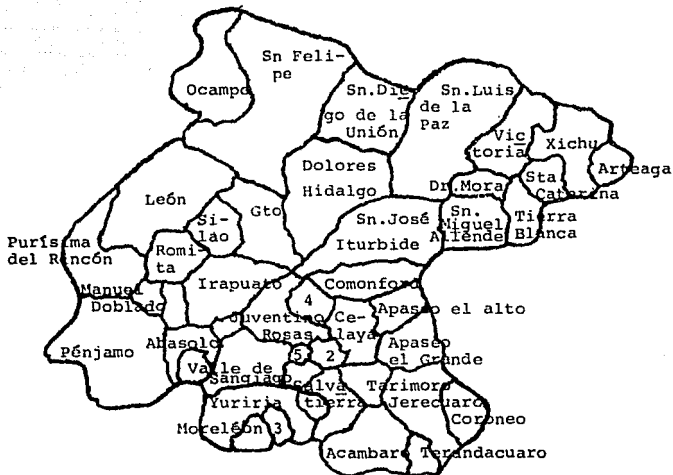 Sn Feli-
pe
Ocampo
Sn.Die
go de la
Unión
Sn.Luis
de la
Paz
Vic
toria
Xichu
Arteaga
Sta
Catarina
Dr.Mora
Dolores
Hidalgo
León
Gto
Si-
lao
Sn.José
Iturbide
Sn.
Miguel
Allende
Tierra
Blanca
Purísima
del Rincón
Romi-
ta
Manuel
Doblado
Irapuato
Comonford
4
Juventino
Rosas
Ce-
laya
Apaseo el alto
Apaseo
el Grande
Pénjamo
Abasolo
Valle de
Santiago
5
2
Salva
tierra
Tarimoro
Jerecuaro
Coroneo
Yuriria
Moreléon
3
Acambaro
Terandacuaro